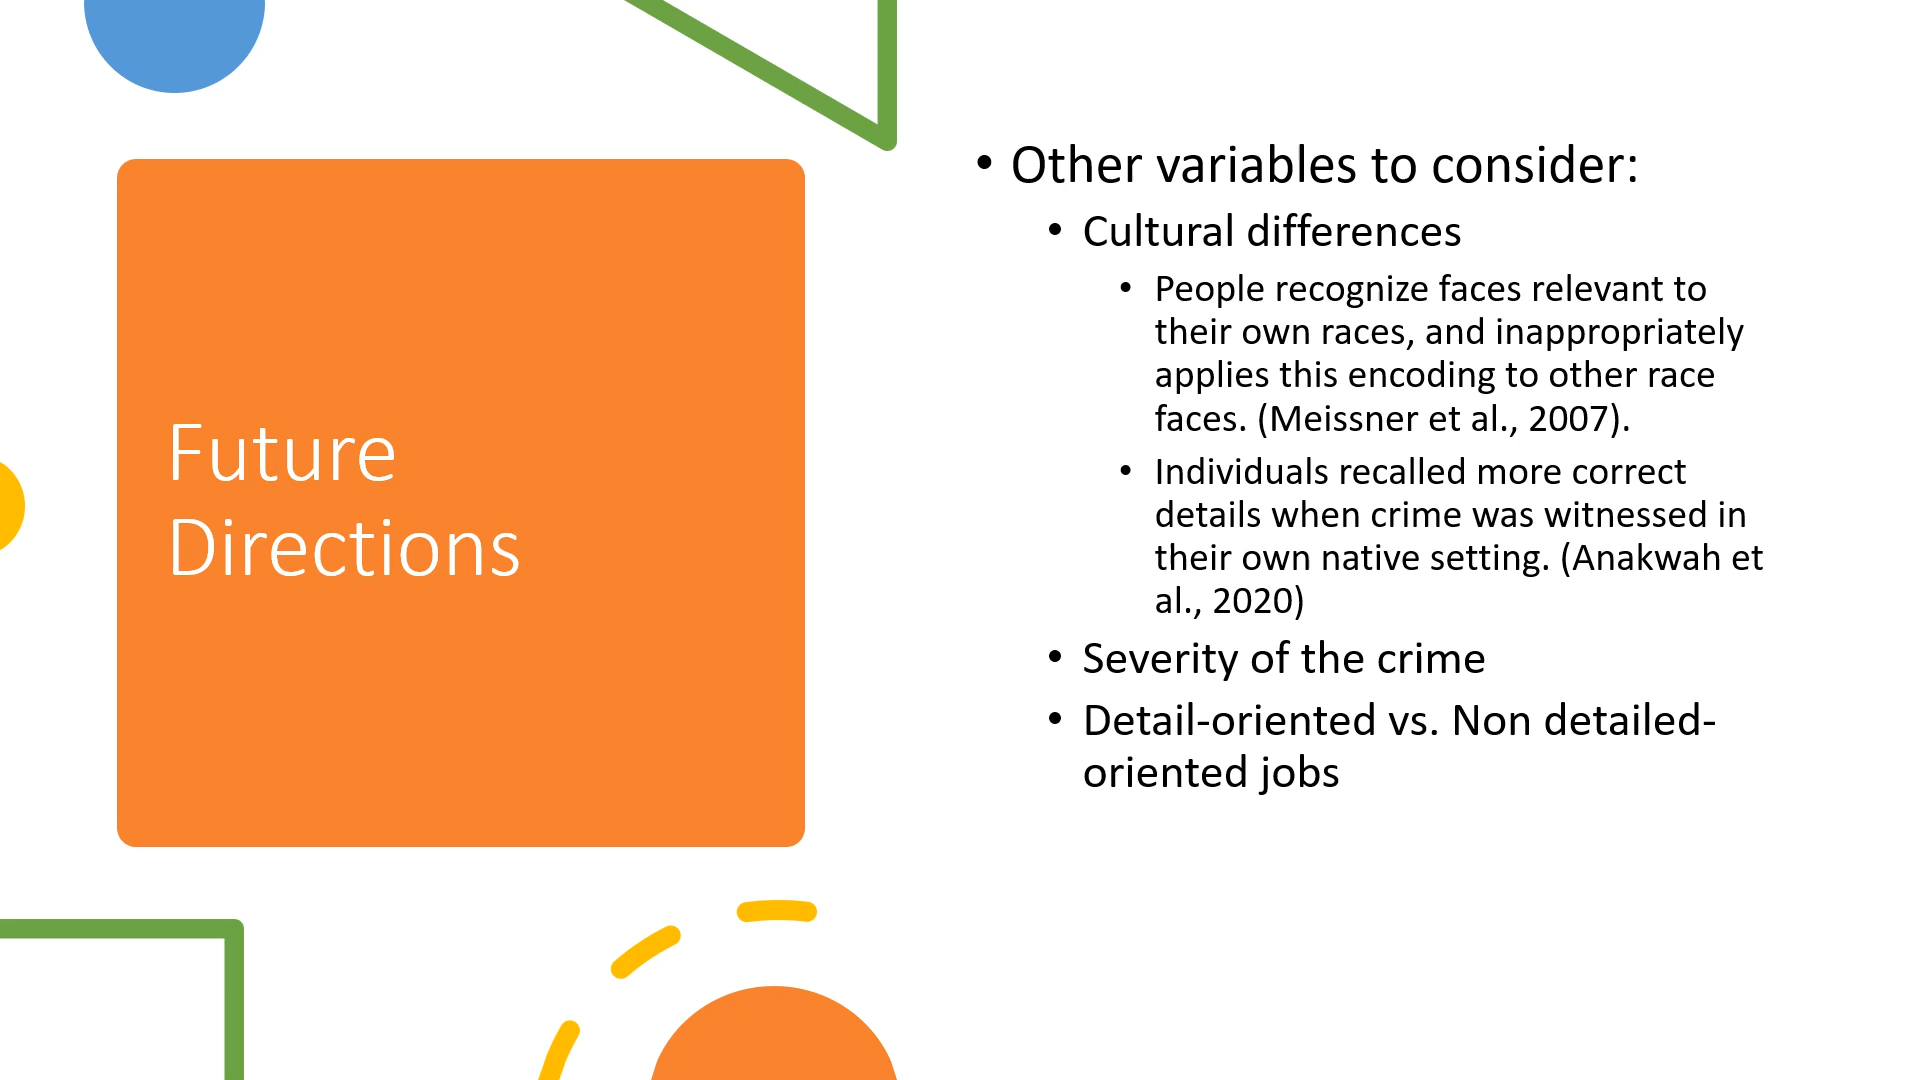 Future
Directions
• Other variables to consider:
• Cultural differences
• People recognize faces relevant to
their own races, and inappropriately
applies this encoding to other race
faces. (Meissner et al., 2007).
• Individuals recalled more correct
details when crime was witnessed in
their own native setting. (Anakwah et
al., 2020)
• Severity of the crime
• Detail-oriented vs. Non detailed-
oriented jobs